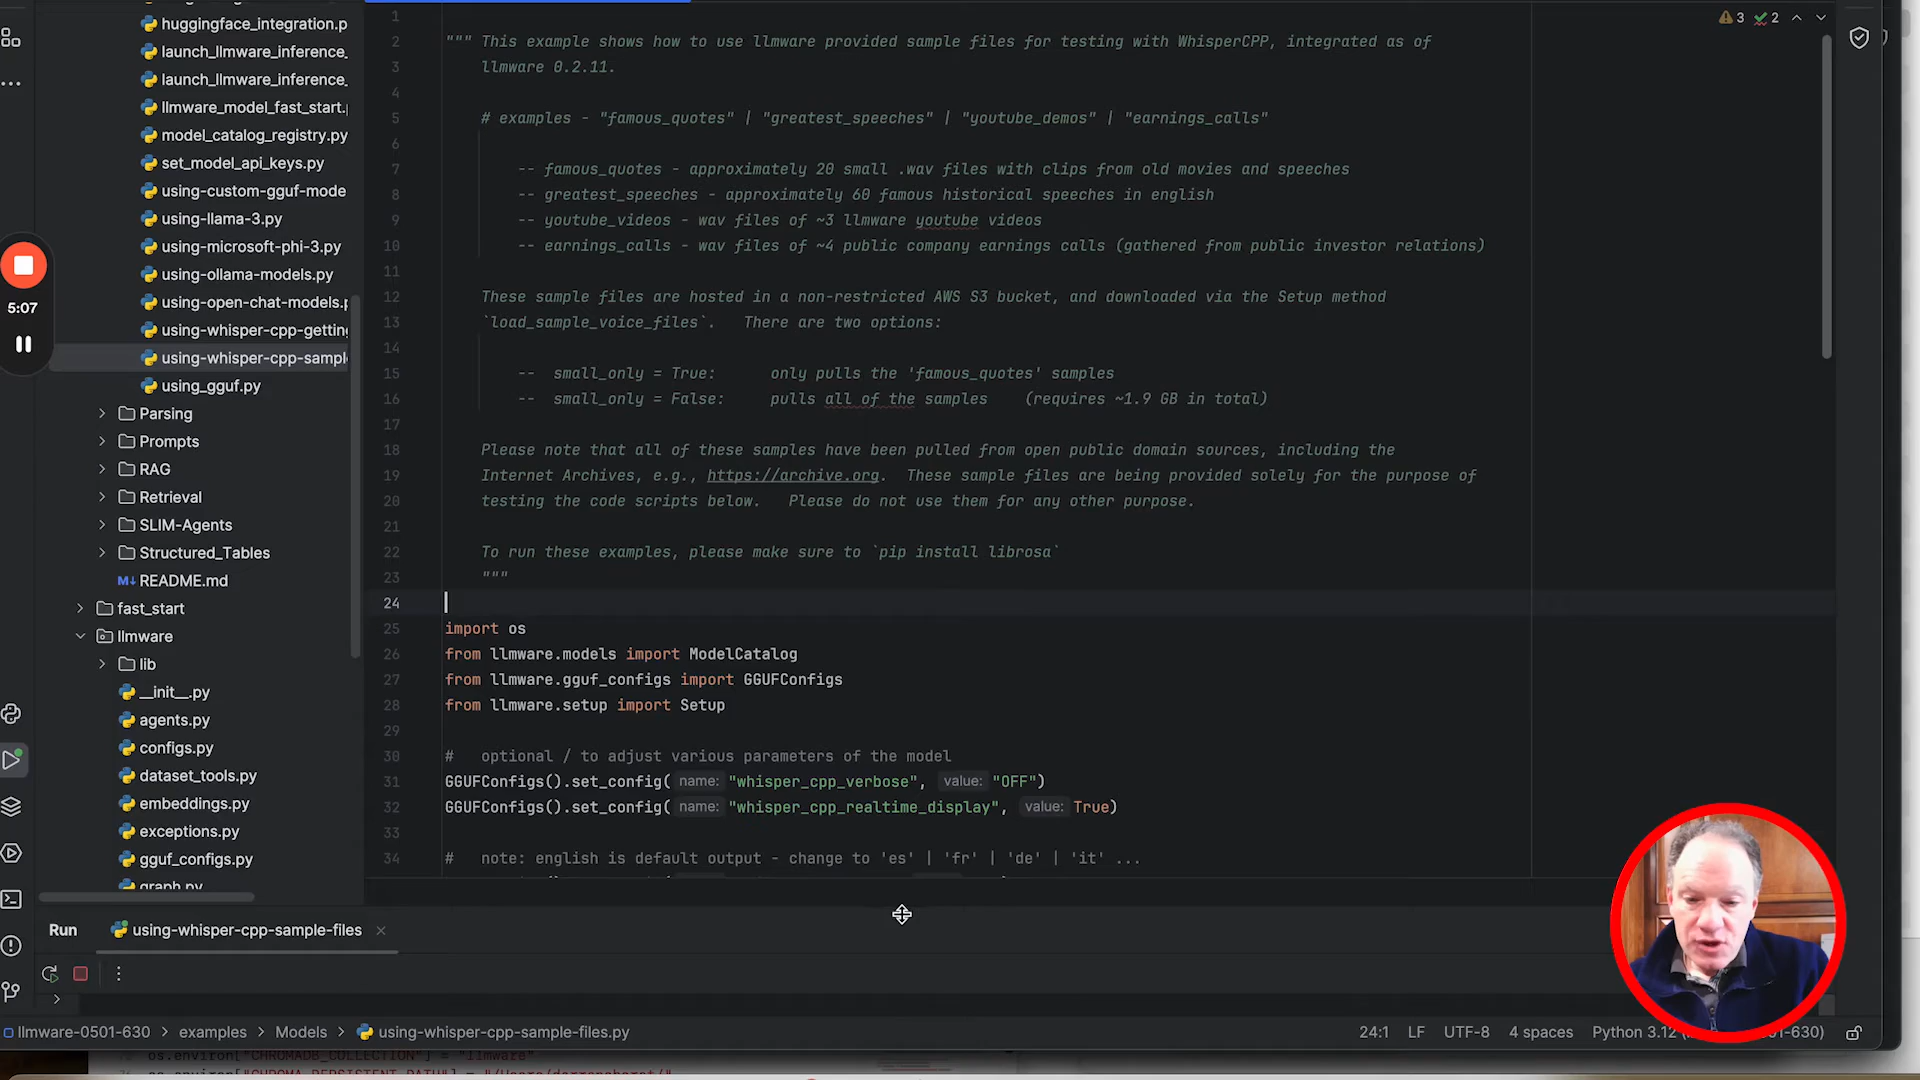 huggingface_integration.p
launch_llmware_inference_
launch_llmware_inference_
llmware_model_fast_start.
model_catalog_registry.py
set_model_api_keys.py
using-custom-gguf-mode
using-llama-3.py
using-microsoft-phi-3.py
using-ollama-models.py
using-open-chat-models.p
using-whisper-cpp-getting
using-whisper-cpp-sampl
using_gguf.py
Parsing
Prompts
RAG
Retrieval
SLIM-Agents
Structured_Tables
README.md
fast_start
llmware
lib
__init__.py
agents.py
configs.py
dataset_tools.py
embeddings.py
exceptions.py
gguf_configs.py
graph.py
5:07
3 2
1
2 """ This example shows how to use llmware provided sample files for testing with WhisperCPP, integrated as of
3 llmware 0.2.11.
4
5 # examples - "famous_quotes" | "greatest_speeches" | "youtube_demos" | "earnings_calls"
6
7 -- famous_quotes - approximately 20 small .wav files with clips from old movies and speeches
8 -- greatest_speeches - approximately 60 famous historical speeches in english
9 -- youtube_videos - wav files of ~3 llmware youtube videos
10 -- earnings_calls - wav files of ~4 public company earnings calls (gathered from public investor relations)
11
12 These sample files are hosted in a non-restricted AWS S3 bucket, and downloaded via the Setup method
13 `load_sample_voice_files`. There are two options:
14
15 -- small_only = True: only pulls the 'famous_quotes' samples
16 -- small_only = False: pulls all of the samples (requires ~1.9 GB in total)
17
18 Please note that all of these samples have been pulled from open public domain sources, including the
19 Internet Archives, e.g., https://archive.org. These sample files are being provided solely for the purpose of
20 testing the code scripts below. Please do not use them for any other purpose.
21
22 To run these examples, please make sure to `pip install librosa`
23 """
24
25 import os
26 from llmware.models import ModelCatalog
27 from llmware.gguf_configs import GGUFConfigs
28 from llmware.setup import Setup
29
30 # optional / to adjust various parameters of the model
31 GGUFConfigs().set_config( name: "whisper_cpp_verbose", value: "OFF")
32 GGUFConfigs().set_config( name: "whisper_cpp_realtime_display", value: True)
33
34 # note: english is default output - change to 'es' | 'fr' | 'de' | 'it' ...
Run using-whisper-cpp-sample-files
llmware-0501-630 > examples > Models > using-whisper-cpp-sample-files.py
24:1 LF UTF-8 4 spaces Python 3.12 01-630)
os.environ["CHROMADB_COLLECTION"] = "llmware"